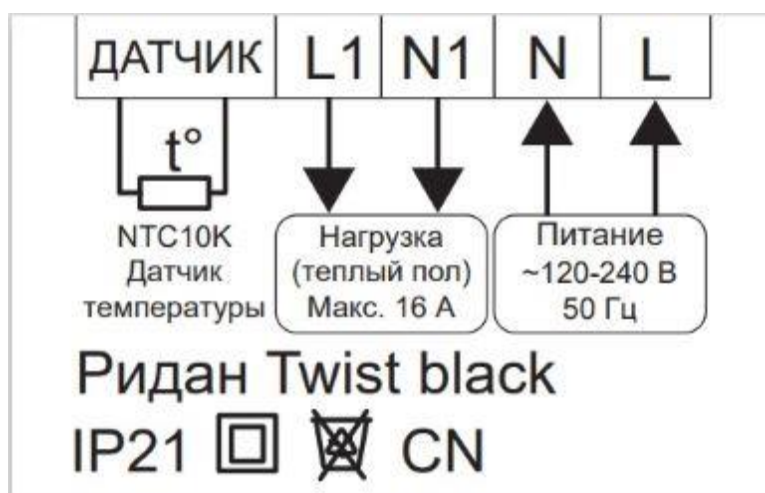 ДАТЧИК L1 N1 N L
t°
NTC10K
Датчик
температуры
Нагрузка
(теплый пол)
Макс. 16 А
Питание
~120-240 В
50 Гц
Ридан Twist black
IP21 CN